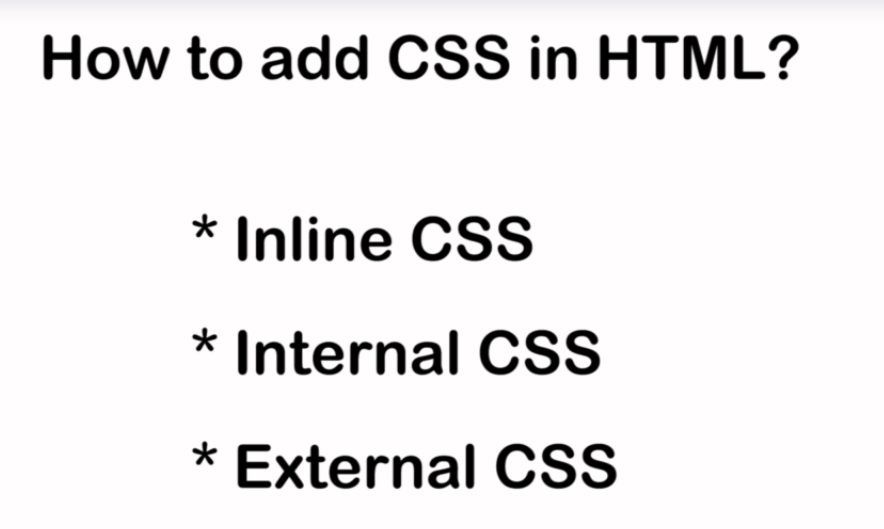 How to add CSS in HTML?
* Inline CSS
* Internal CSS
* External CSS